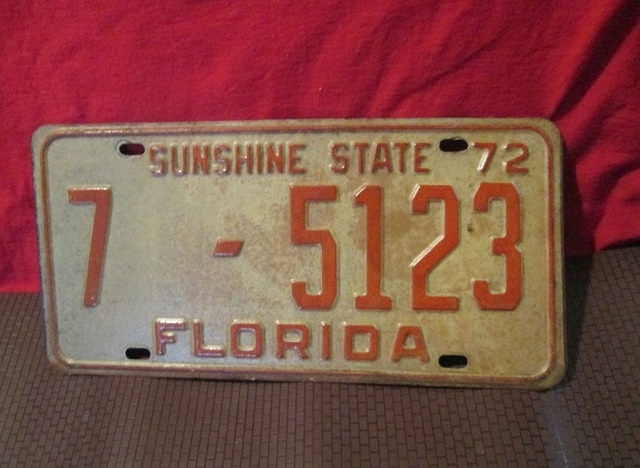 SUNSHINE STATE 72
7 - 5123
FLORIDA